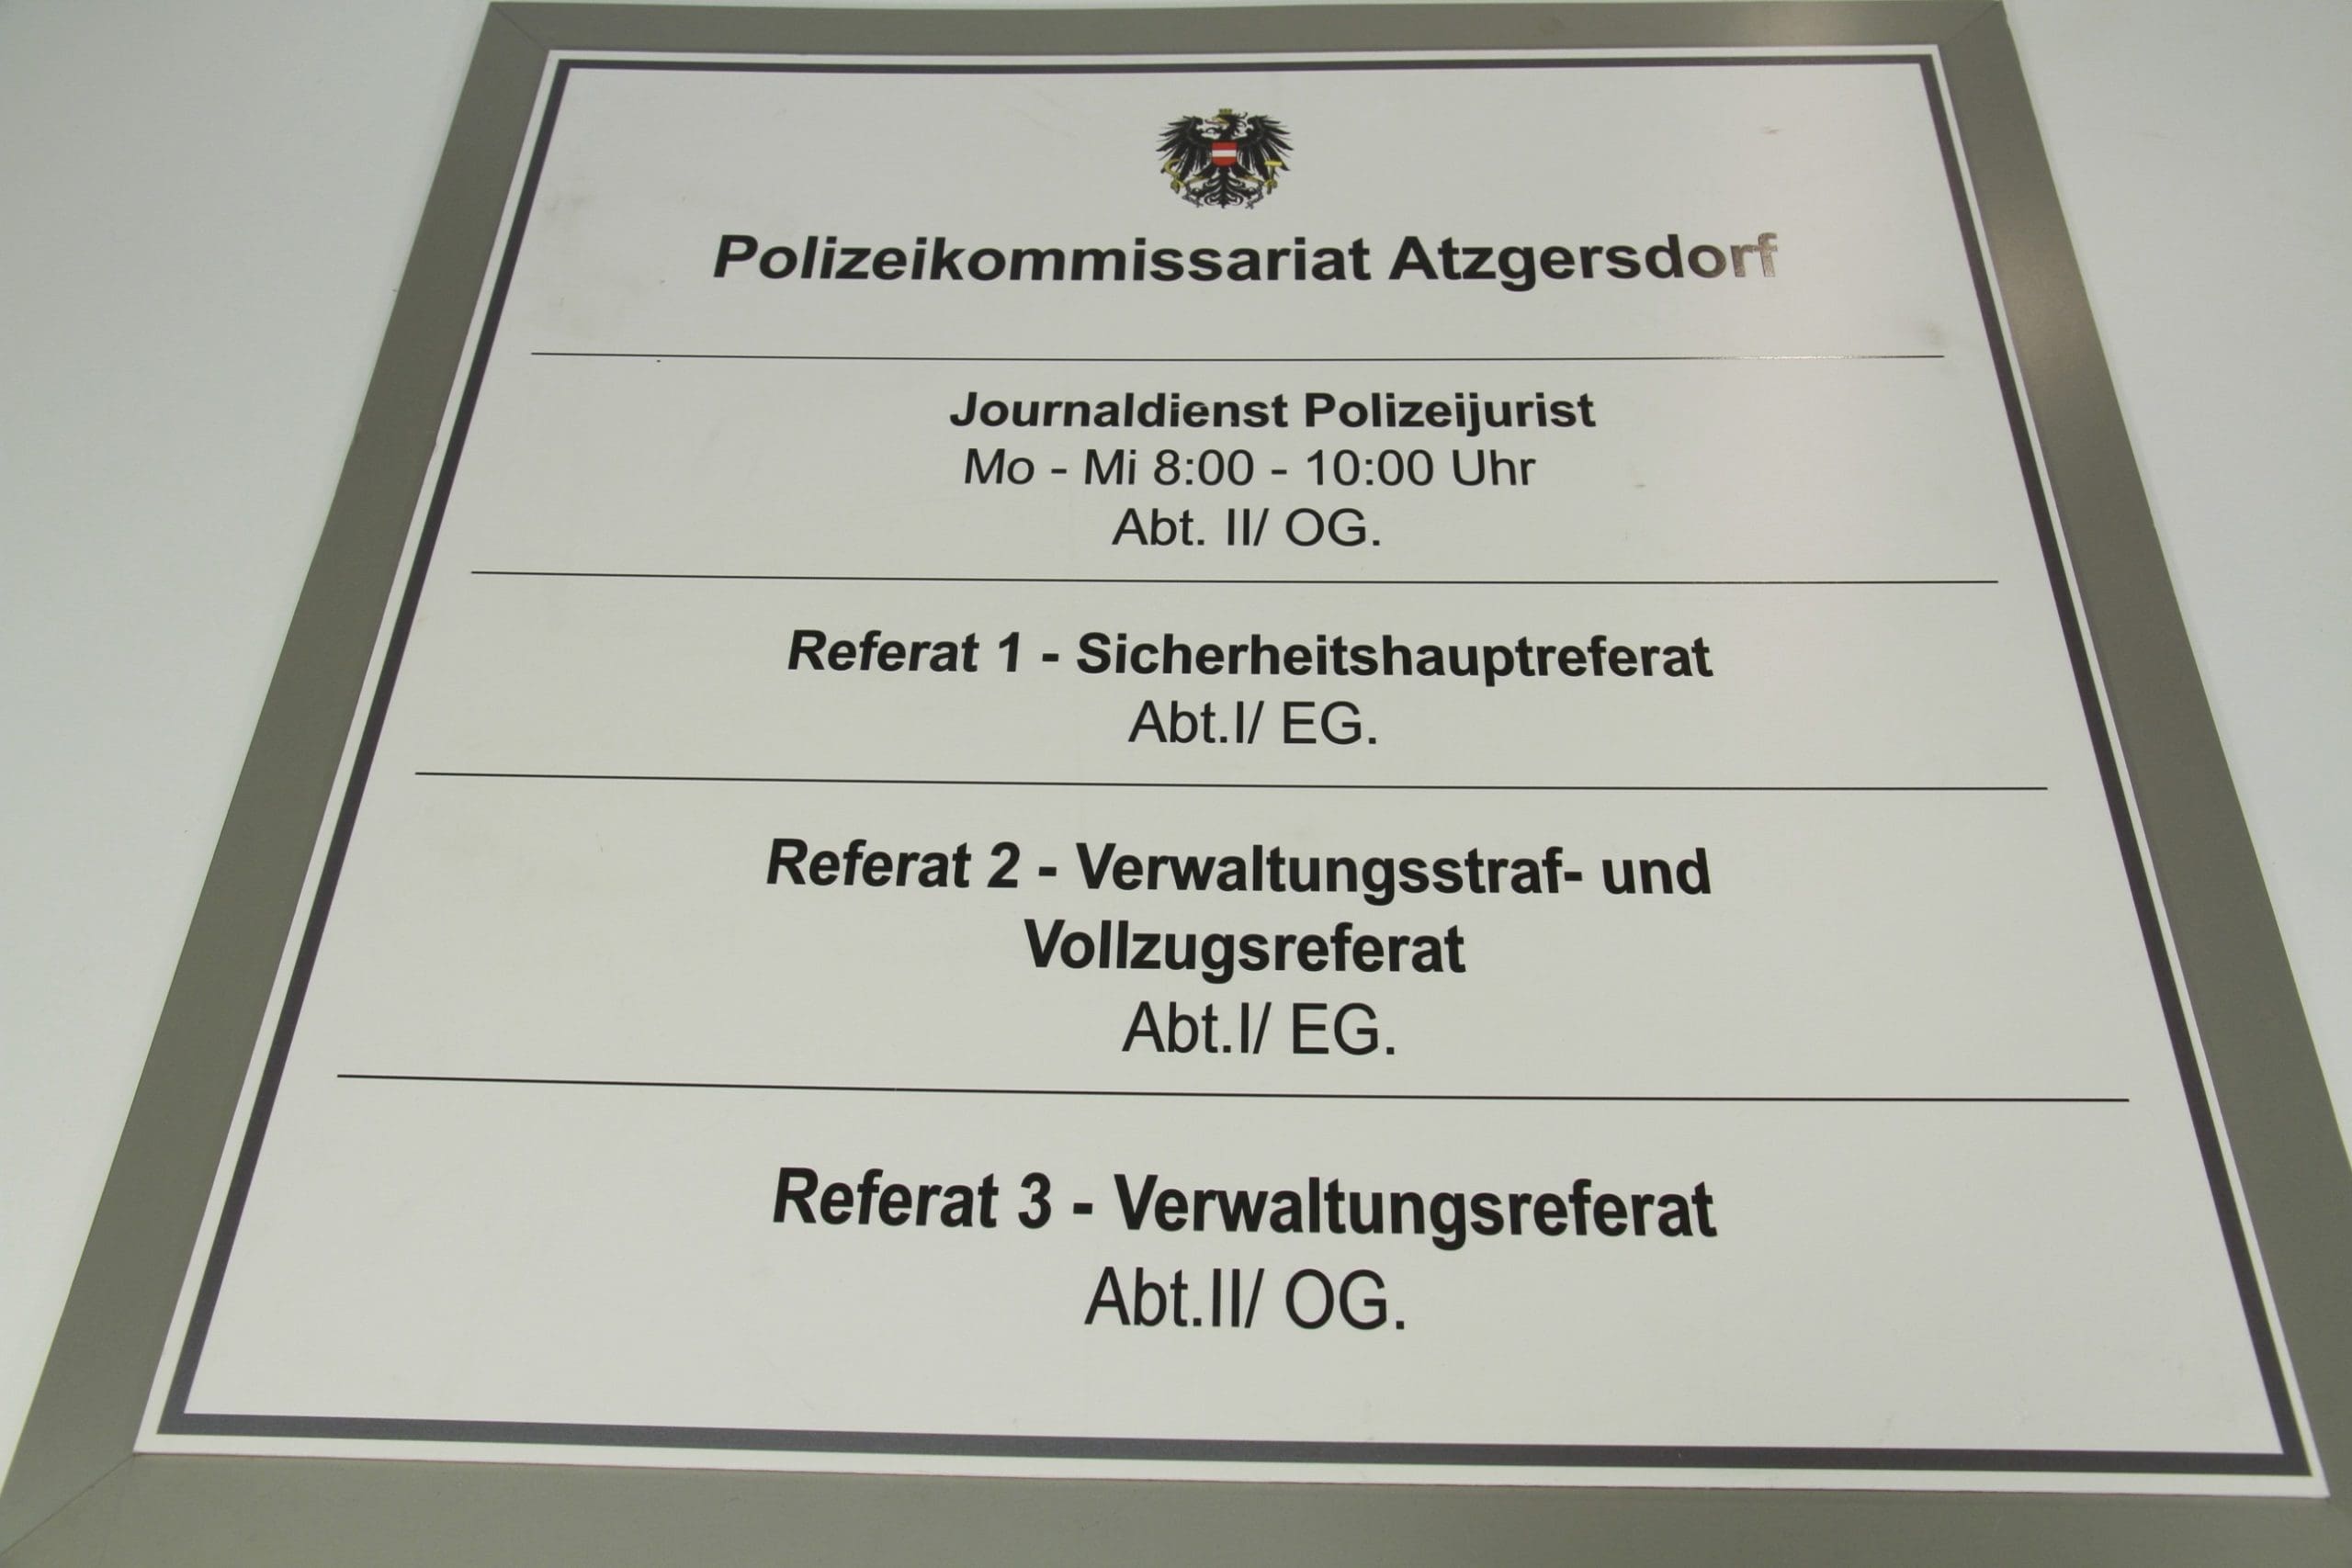 Polizeikommissariat Atzgersdorf
Journaldienst Polizeijurist
Mo - Mi 8:00 - 10:00 Uhr
Abt. II/ OG.
Referat 1 - Sicherheitshauptreferat
Abt.I/ EG.
Referat 2 - Verwaltungsstraf- und
Vollzugsreferat
Abt.I/ EG.
Referat 3 - Verwaltungsreferat
Abt.II/ OG.